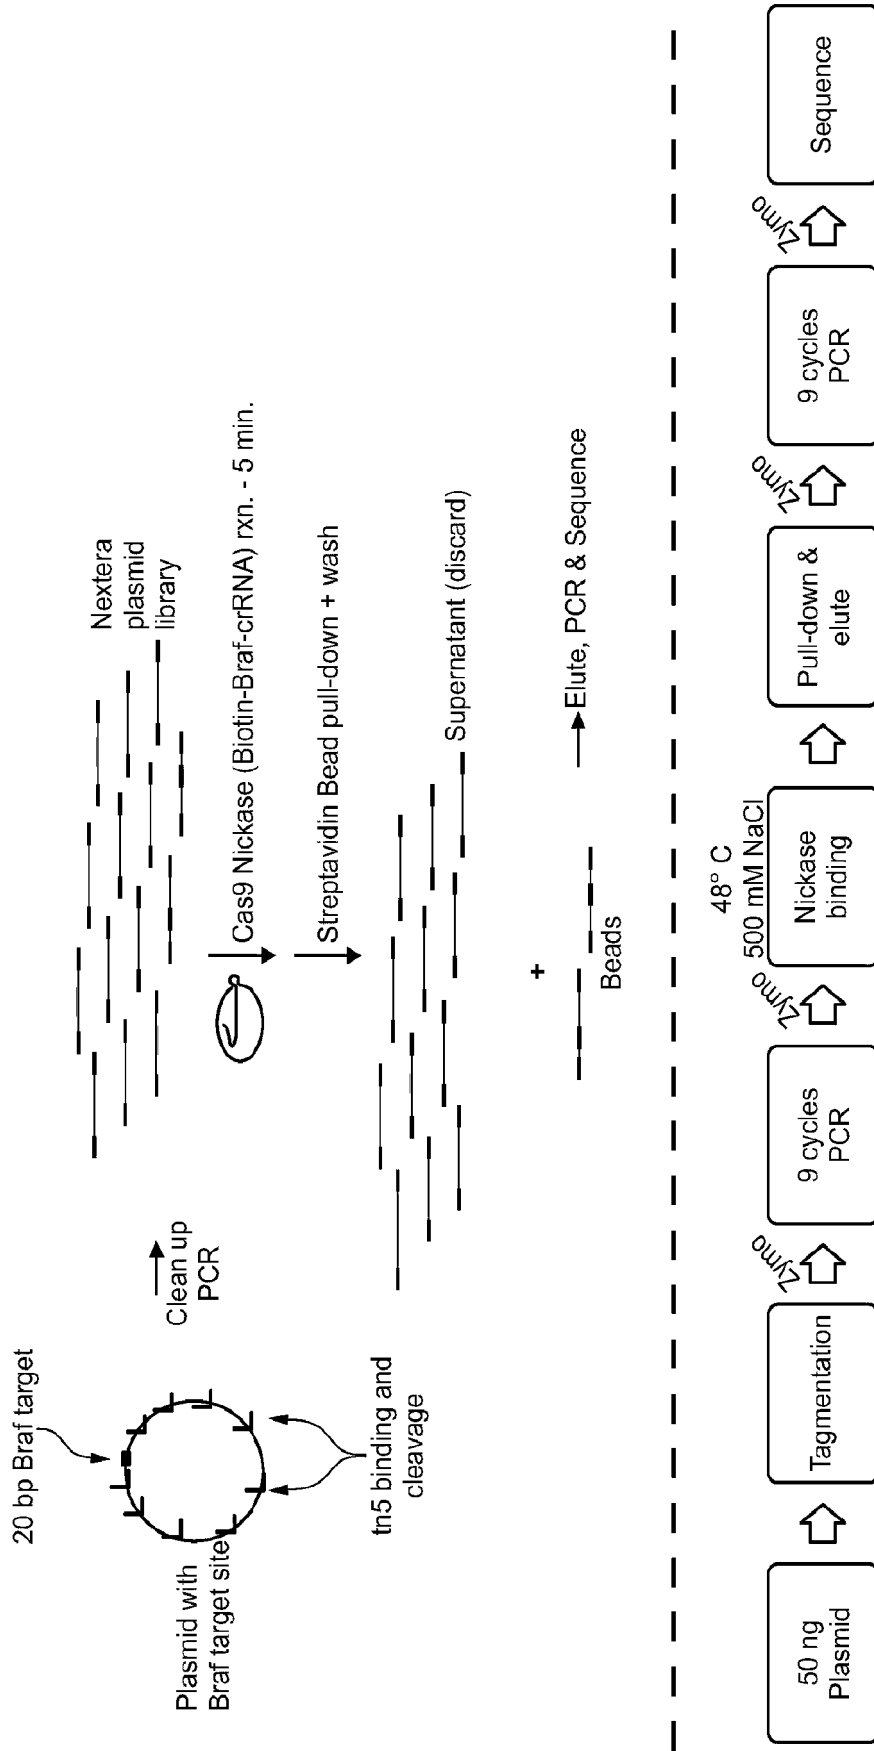 20 bp Braf target
Plasmid with
Braf target site
tn5 binding and
cleavage
Clean up
PCR
Nextera
plasmid
library
Cas9 Nickase (Biotin-Braf-crRNA) rxn. - 5 min.
Streptavidin Bead pull-down + wash
Supernatant (discard)
+
Beads
Elute, PCR & Sequence
50 ng
Plasmid
Tagmentation
Zymo
9 cycles
PCR
Zymo
48° C
500 mM NaCl
Nickase
binding
Pull-down &
elute
Zymo
9 cycles
PCR
Zymo
Sequence